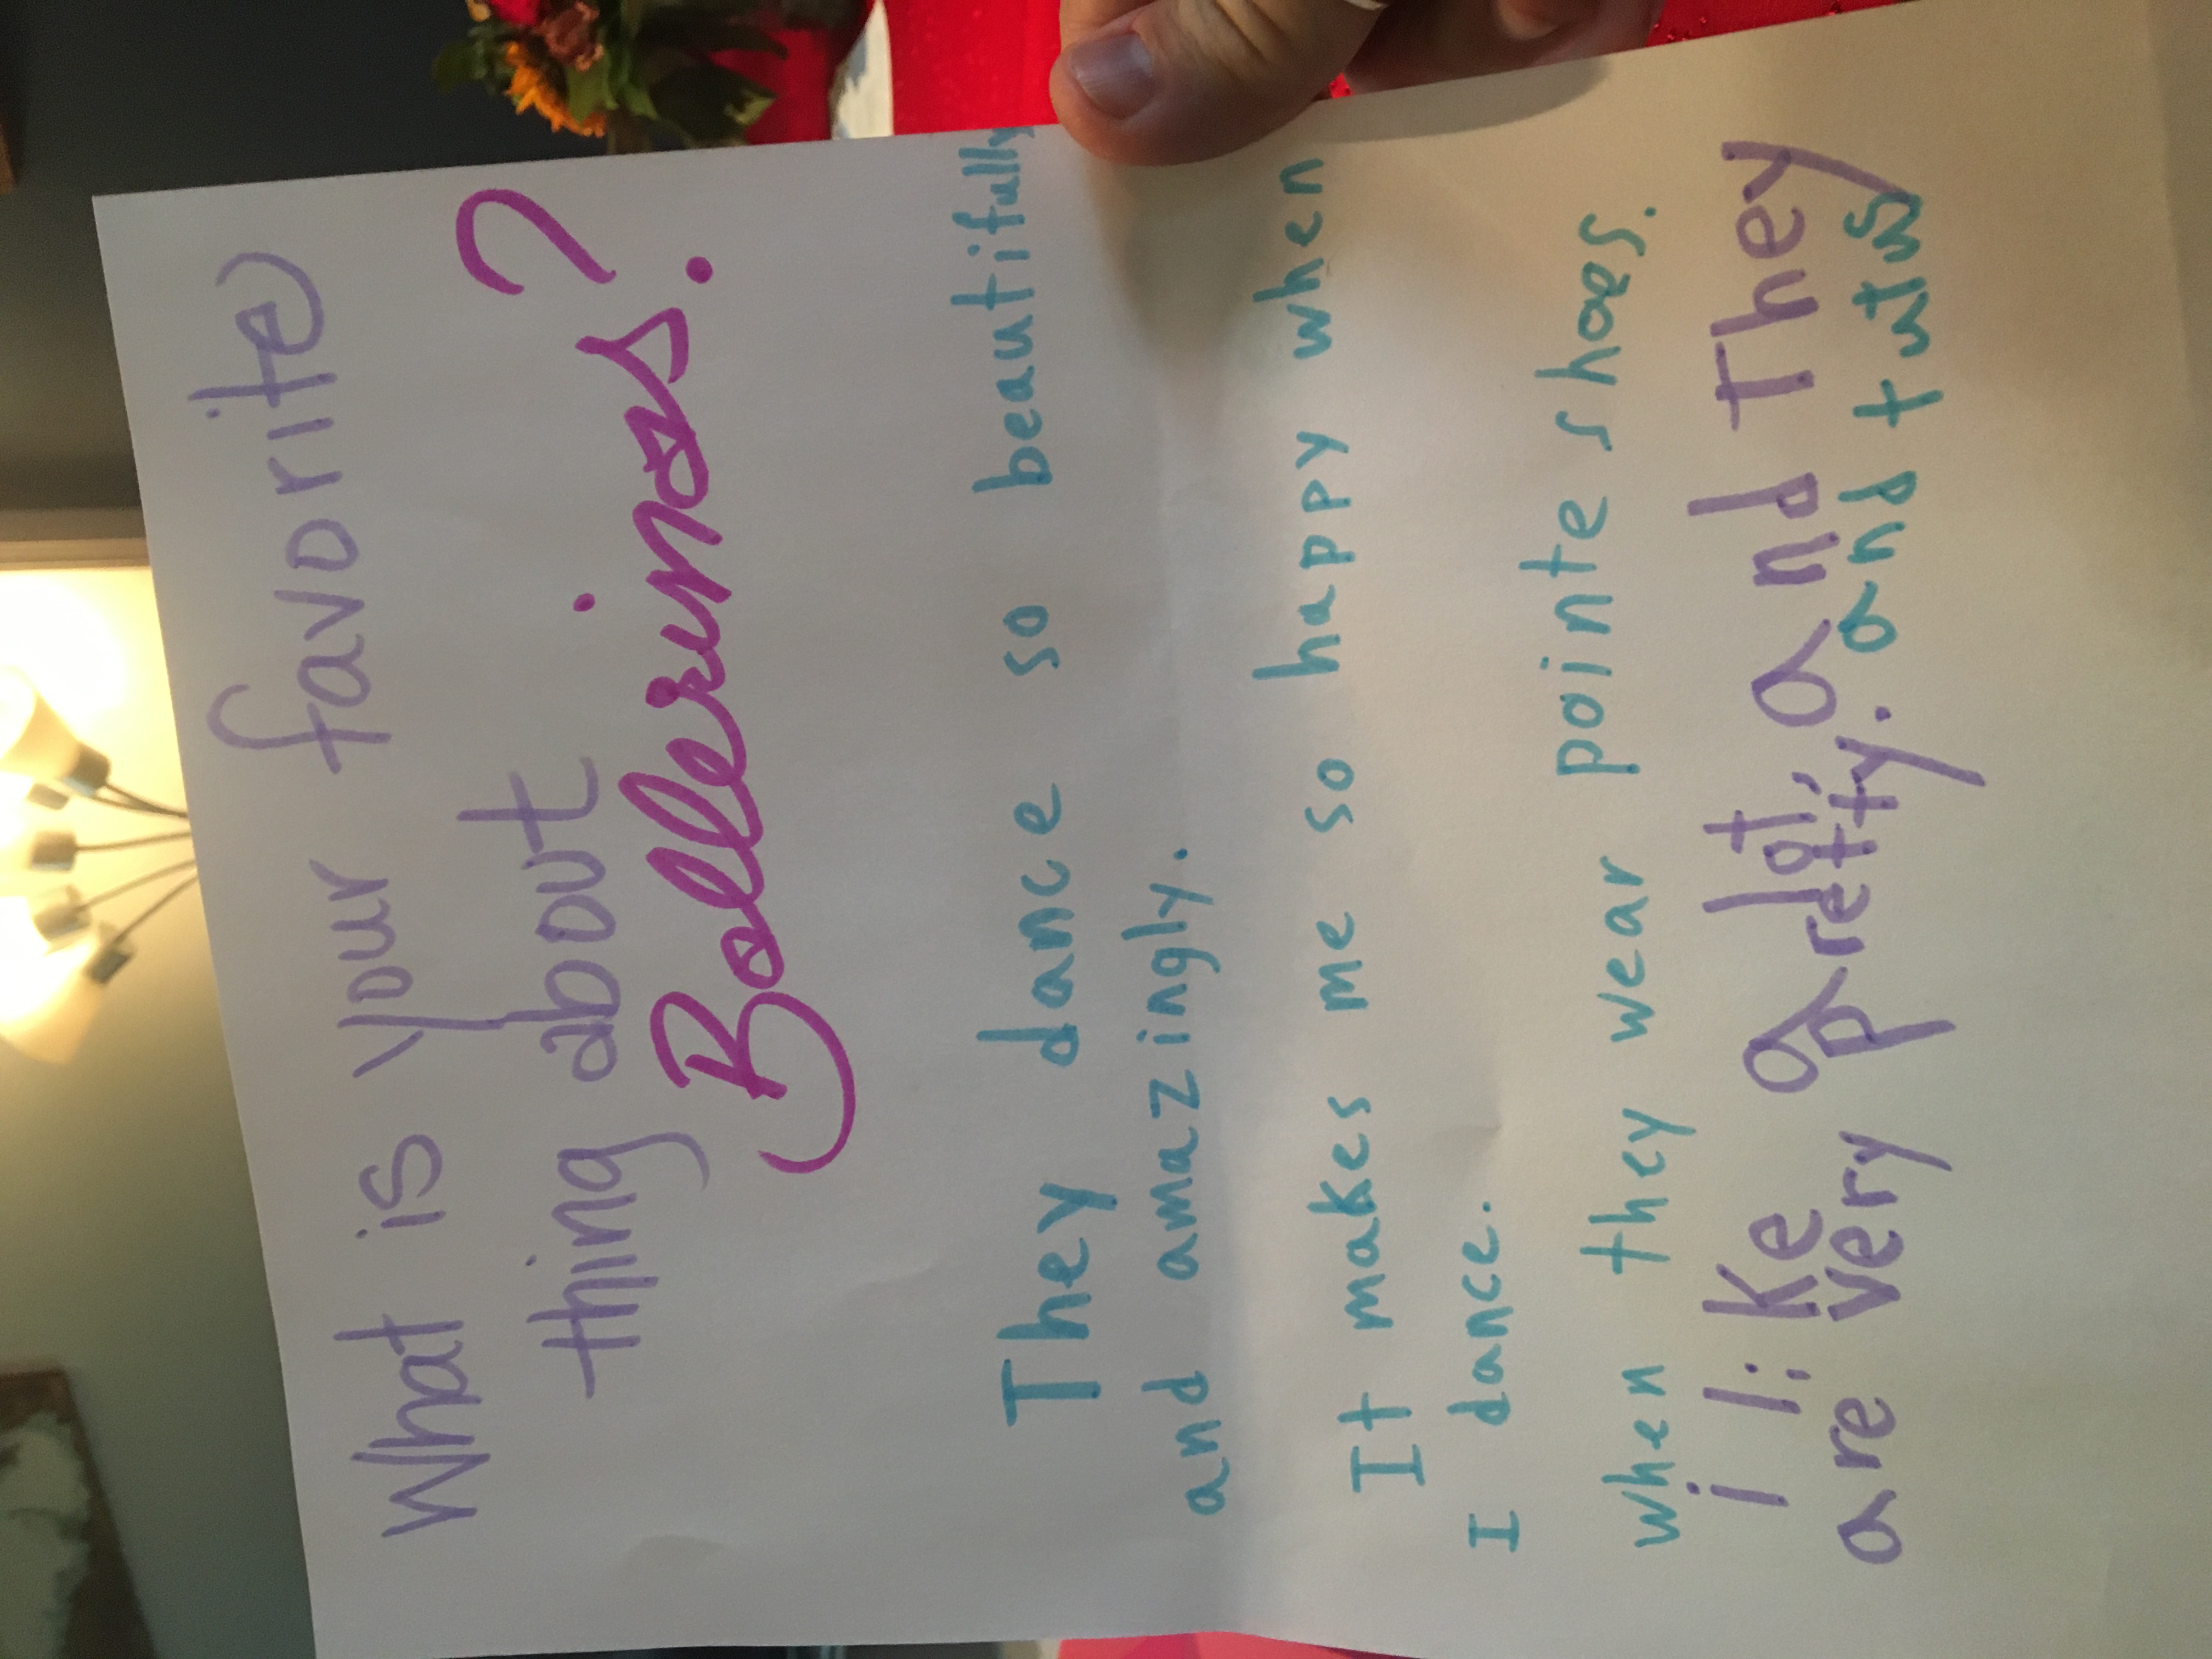 What is your favorite
thing about
Ballerinas?
They dance so beautifully
and amazingly.
It makes me so happy when
I dance.
when they wear pointe shoes.
i like a lot, and They
are very pretty. and tutus